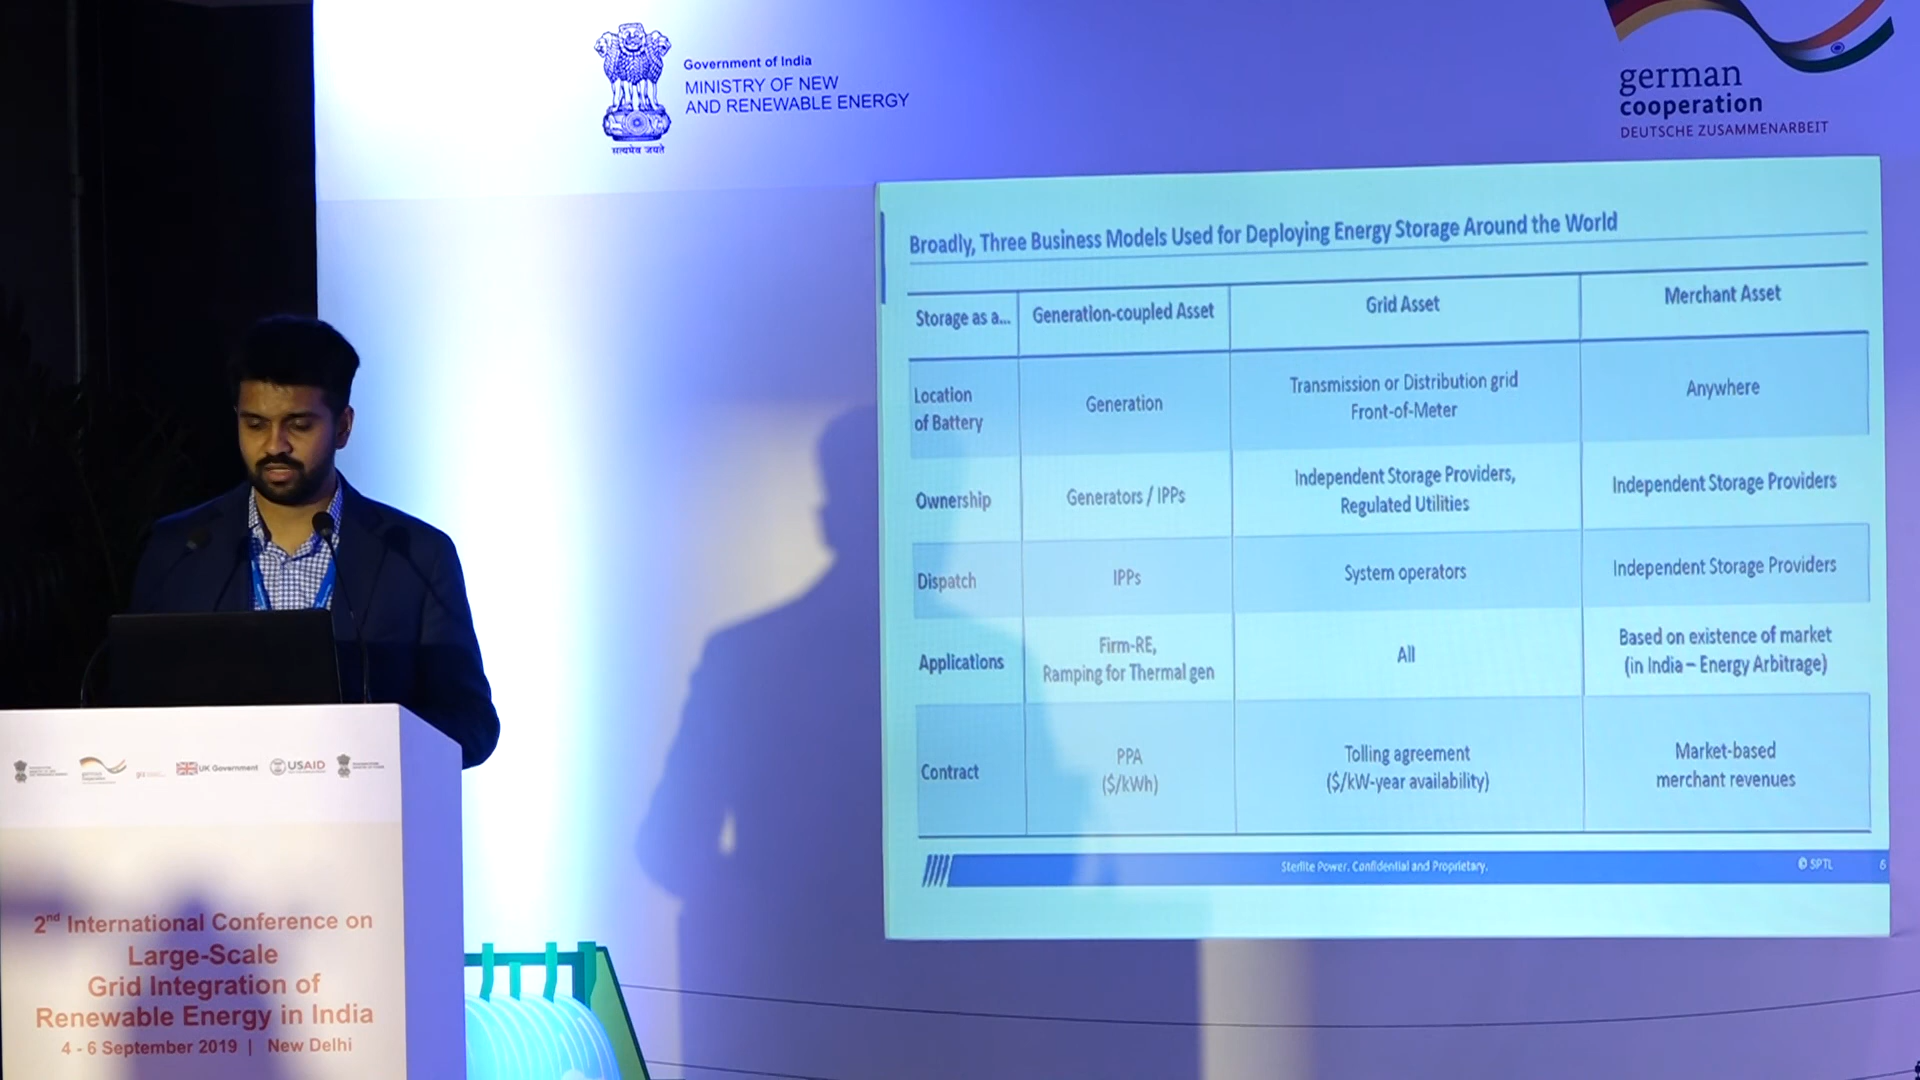 Government of India
MINISTRY OF NEW
AND RENEWABLE ENERGY
सत्यमेव जयते
german
cooperation
DEUTSCHE ZUSAMMENARBEIT
Broadly, Three Business Models Used for Deploying Energy Storage Around the World
Storage as a...
Generation-coupled Asset
Grid Asset
Merchant Asset
Location
of Battery
Generation
Transmission or Distribution grid
Front-of-Meter
Anywhere
Ownership
Generators / IPPs
Independent Storage Providers,
Regulated Utilities
Independent Storage Providers
Dispatch
IPPs
System operators
Independent Storage Providers
Applications
Firm-RE,
Ramping for Thermal gen
All
Based on existence of market
(in India – Energy Arbitrage)
Contract
PPA
($/kWh)
Tolling agreement
($/kW-year availability)
Market-based
merchant revenues
Sterlite Power. Confidential and Proprietary.
© SPTL
6
UK Government
USAID
2nd International Conference on
Large-Scale
Grid Integration of
Renewable Energy in India
4 - 6 September 2019 | New Delhi